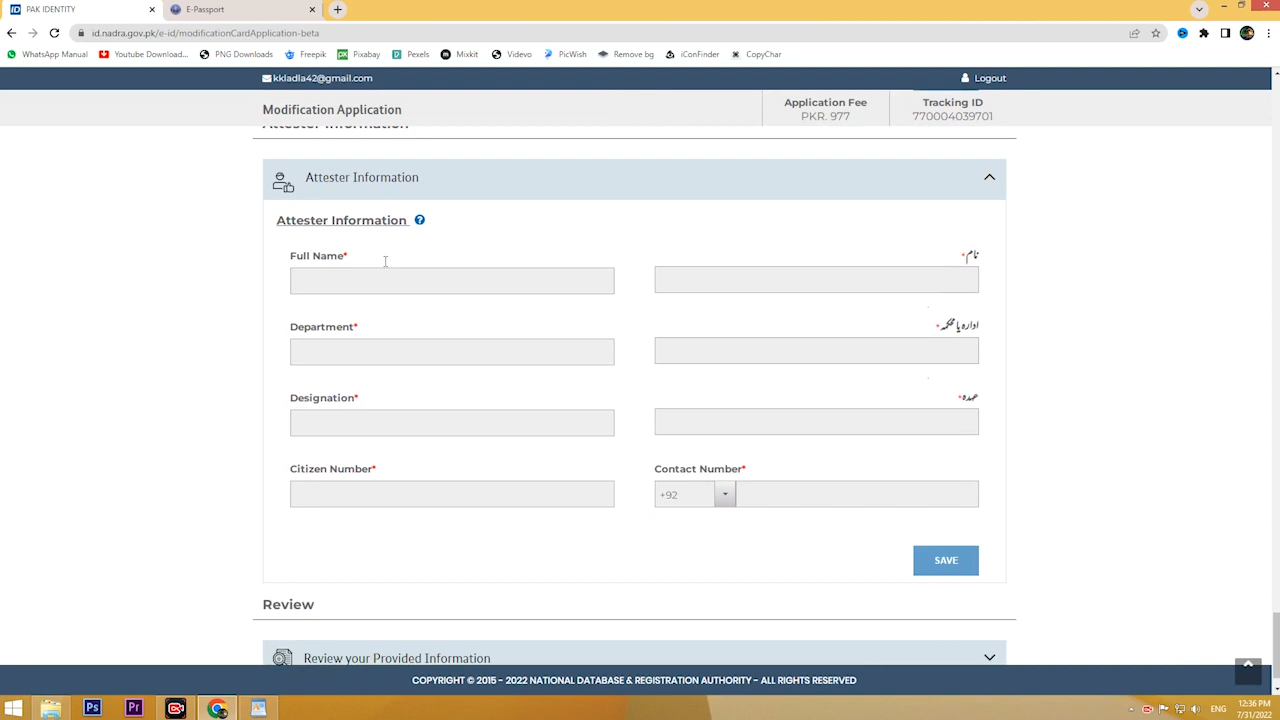 PAK IDENTITY
E-Passport
id.nadra.gov.pk/e-id/modificationCardApplication-beta
WhatsApp Manual
Youtube Download...
PNG Downloads
Freepik
Pixabay
Pexels
Mixkit
Videvo
PicWish
Remove bg
iConFinder
CopyChar
kkladla42@gmail.com
Logout
Modification Application
Application Fee
PKR. 977
Tracking ID
770004039701
Attester Information
Attester Information
Attester Information
Full Name*
نام*
Department*
ادارہ یا محکمہ*
Designation*
عہدہ*
Citizen Number*
Contact Number*
+92
SAVE
Review
Review your Provided Information
COPYRIGHT © 2015 - 2022 NATIONAL DATABASE & REGISTRATION AUTHORITY - ALL RIGHTS RESERVED
Ps
Pr
ENG
12:36 PM
7/31/2022